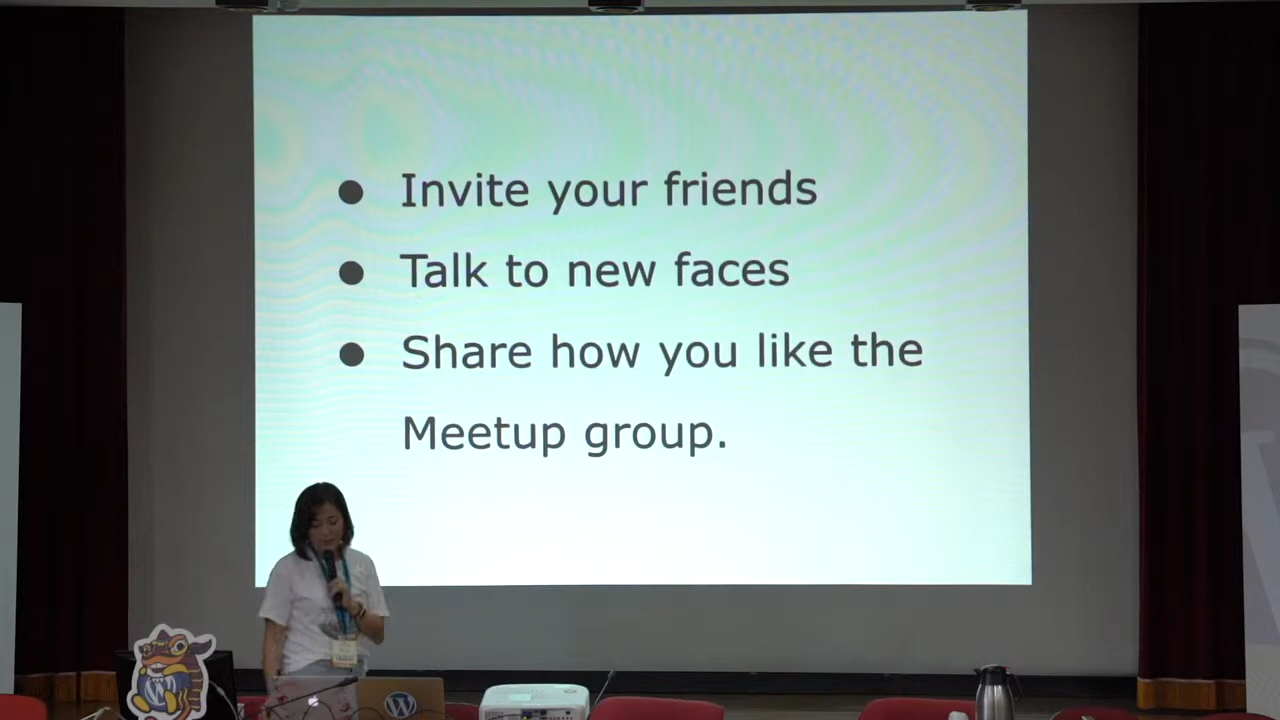 ● Invite your friends
● Talk to new faces
● Share how you like the
Meetup group.